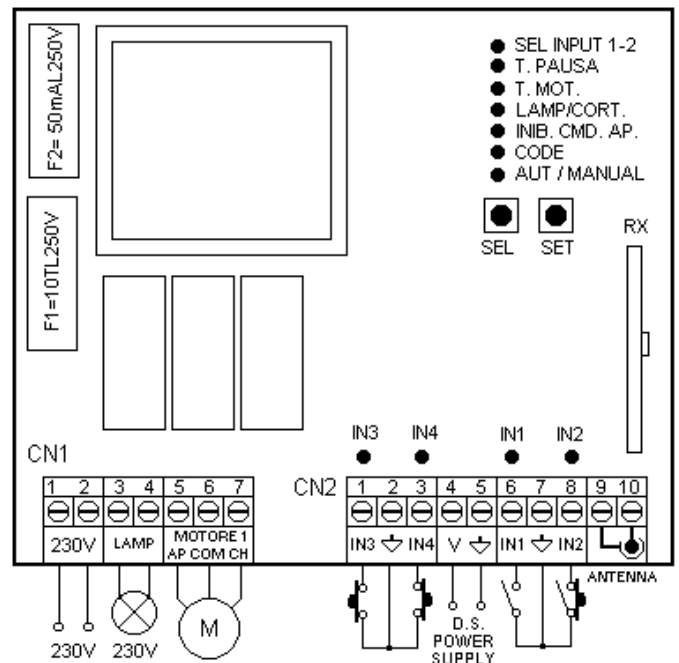 F2= 50mAL250V
F1=10TL250V
SEL INPUT 1-2
T. PAUSA
T. MOT.
LAMP/CORT.
INIB. CMD. AP.
CODE
AUT / MANUAL
SEL SET
RX
IN3 IN4 IN1 IN2
CN1
1 2 3 4 5 6 7
230V LAMP MOTORE 1
AP COM CH
230V 230V M
CN2
1 2 3 4 5 6 7 8 9 10
IN3 IN4 V IN1 IN2
ANTENNA
D.S.
POWER
SUPPLY